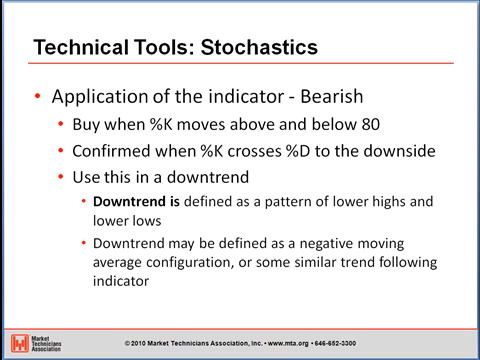 Technical Tools: Stochastics
• Application of the indicator - Bearish
• Buy when %K moves above and below 80
• Confirmed when %K crosses %D to the downside
• Use this in a downtrend
• Downtrend is defined as a pattern of lower highs and
lower lows
• Downtrend may be defined as a negative moving
average configuration, or some similar trend following
indicator
Market
Technicians
Association
© 2010 Market Technicians Association, Inc. • www.mta.org • 646-652-3300